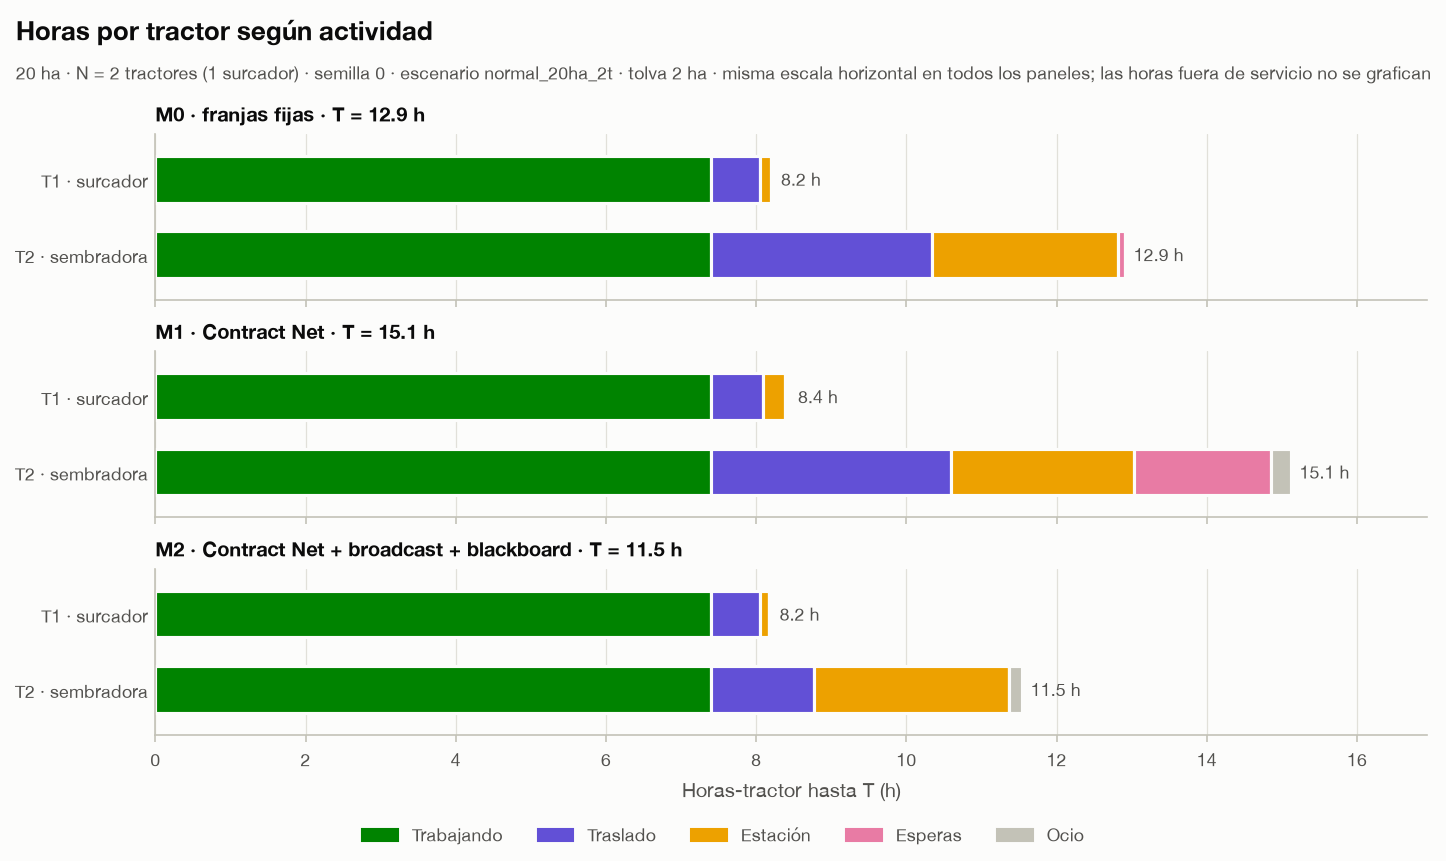 Horas por tractor según actividad
20 ha · N = 2 tractores (1 surcador) · semilla 0 · escenario normal_20ha_2t · tolva 2 ha · misma escala horizontal en todos los paneles; las horas fuera de servicio no se grafican
M0 · franjas fijas · T = 12.9 h
T1 · surcador 8.2 h
T2 · sembradora 12.9 h
M1 · Contract Net · T = 15.1 h
T1 · surcador 8.4 h
T2 · sembradora 15.1 h
M2 · Contract Net + broadcast + blackboard · T = 11.5 h
T1 · surcador 8.2 h
T2 · sembradora 11.5 h
0 2 4 6 8 10 12 14 16
Horas-tractor hasta T (h)
Trabajando Traslado Estación Esperas Ocio